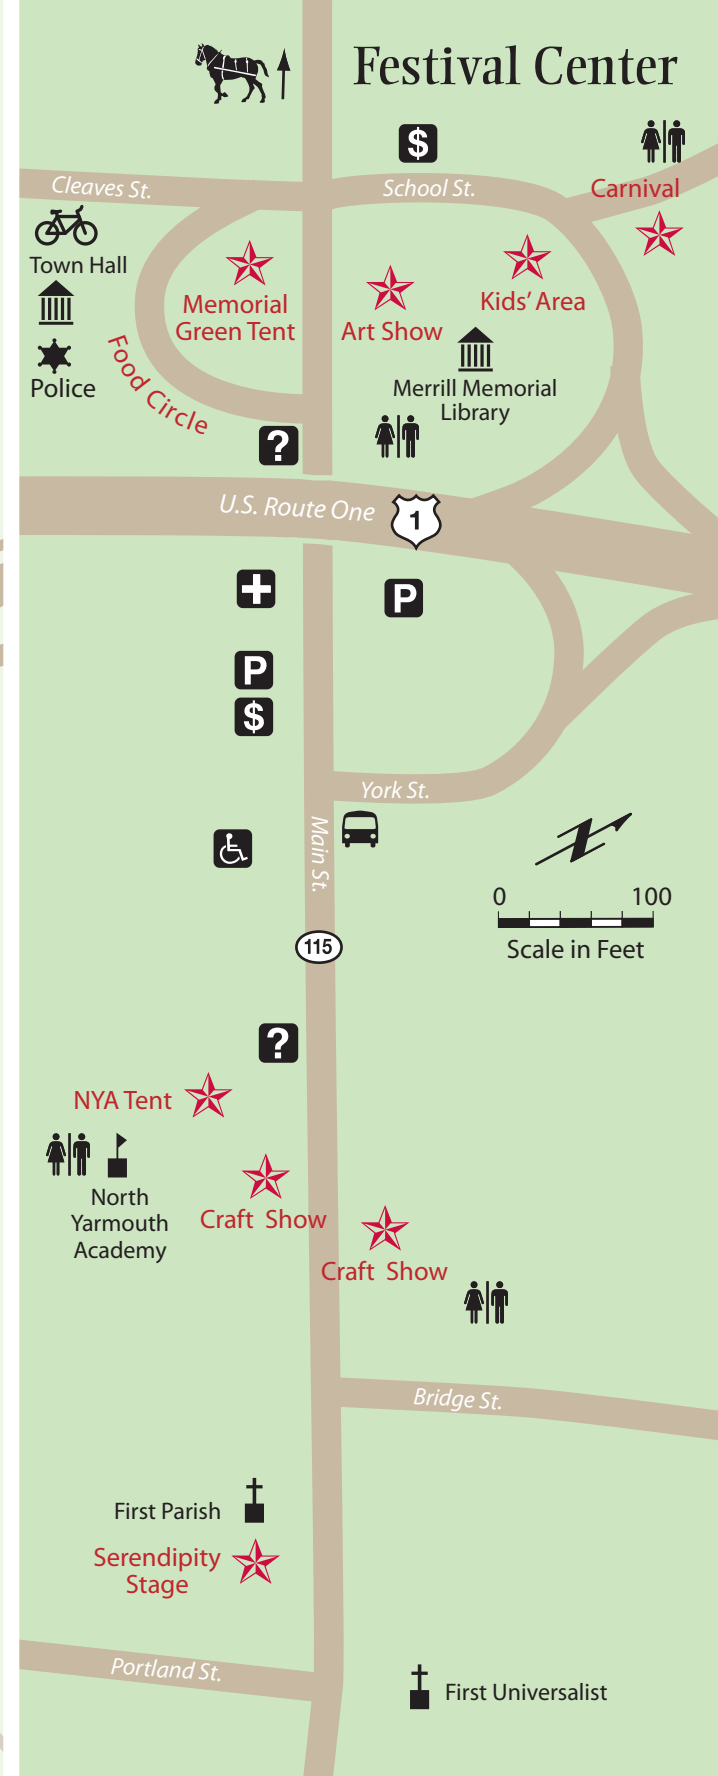 Festival Center
$
Cleaves St.
School St.
Carnival
Town Hall
Memorial
Green Tent
Art Show
Kids' Area
Police
Food Circle
Merrill Memorial
Library
?
U.S. Route One
1
P
P
$
York St.
Main St.
0 100
Scale in Feet
115
?
NYA Tent
North
Yarmouth
Academy
Craft Show
Craft Show
Bridge St.
First Parish
Serendipity
Stage
Portland St.
First Universalist